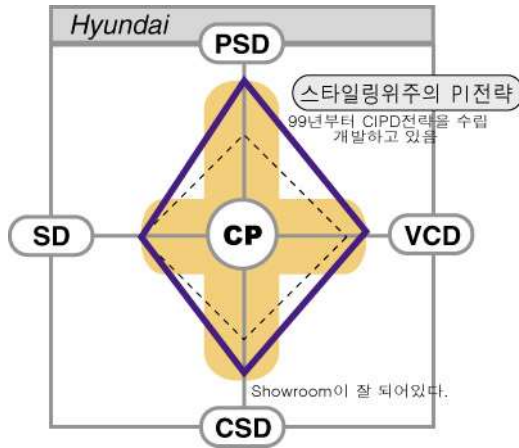 Hyundai
PSD
스타일링위주의 PI전략
99년부터 CIPD전략을 수립
개발하고 있음
SD
CP
VCD
Showroom이 잘 되어있다.
CSD